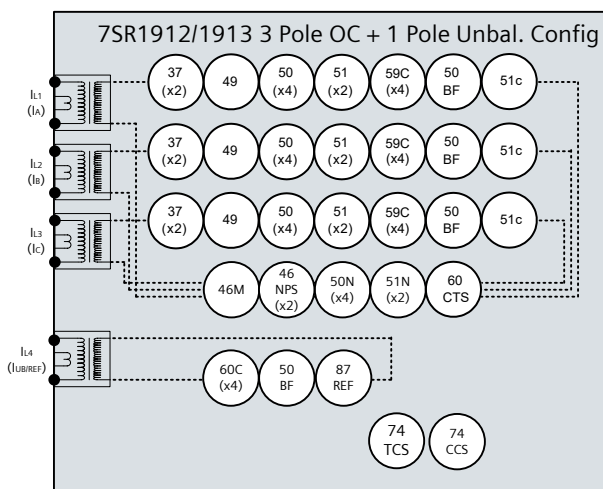 7SR1912/1913 3 Pole OC + 1 Pole Unbal. Config
IL1
(IA)
37
(x2)
49
50
(x4)
51
(x2)
59C
(x4)
50
BF
51c
IL2
(IB)
37
(x2)
49
50
(x4)
51
(x2)
59C
(x4)
50
BF
51c
IL3
(IC)
37
(x2)
49
50
(x4)
51
(x2)
59C
(x4)
50
BF
51c
46M
46
NPS
(x2)
50N
(x4)
51N
(x2)
60
CTS
IL4
(IUB/REF)
60C
(x4)
50
BF
87
REF
74
TCS
74
CCS